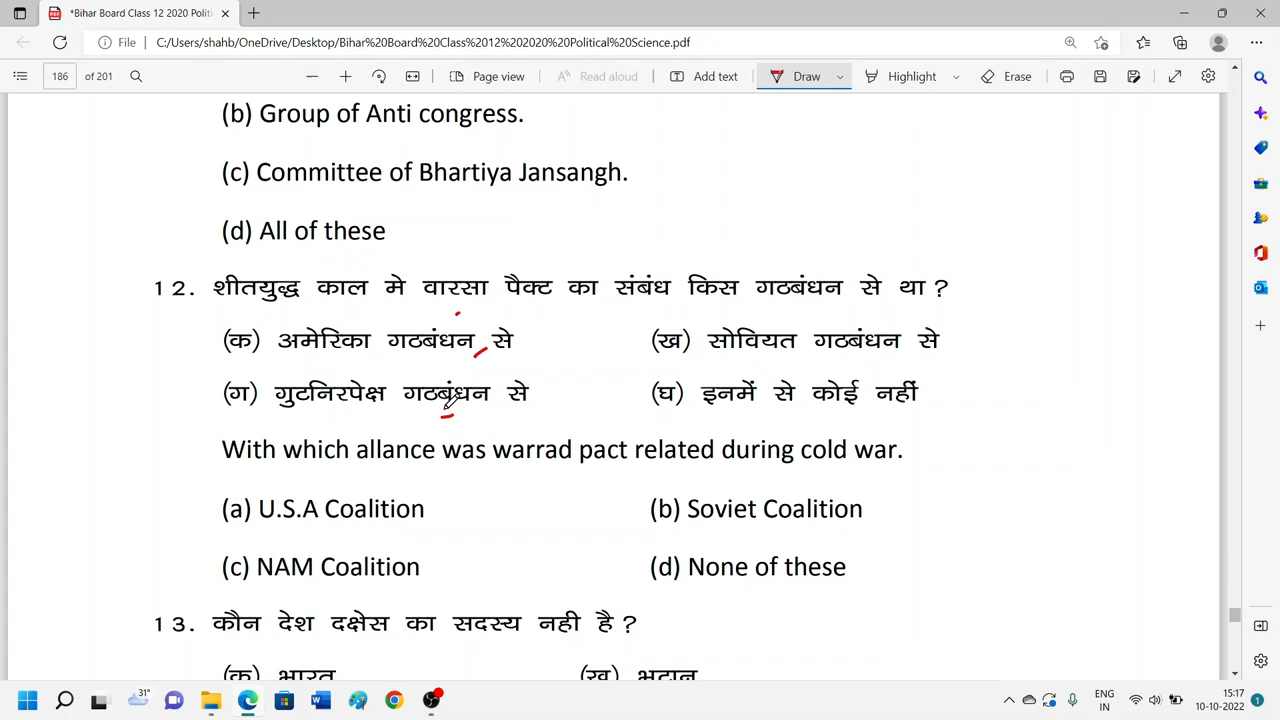 *Bihar Board Class 12 2020 Politic
File C:/Users/shahb/OneDrive/Desktop/Bihar%20Board%20Class%2012%202020%20Political%20Science.pdf
186 of 201 Page view Read aloud Add text Draw Highlight Erase
(b) Group of Anti congress.
(c) Committee of Bhartiya Jansangh.
(d) All of these
12. शीतयुद्ध काल मे वारसा पैक्ट का संबंध किस गठबंधन से था?
(क) अमेरिका गठबंधन से (ख) सोवियत गठबंधन से
(ग) गुटनिरपेक्ष गठबंधन से (घ) इनमें से कोई नहीं
With which allance was warrad pact related during cold war.
(a) U.S.A Coalition (b) Soviet Coalition
(c) NAM Coalition (d) None of these
13. कौन देश दक्षेस का सदस्य नही है?
(क) भारत (ख) भूटान
31° ENG 15:17
IN 10-10-2022 1